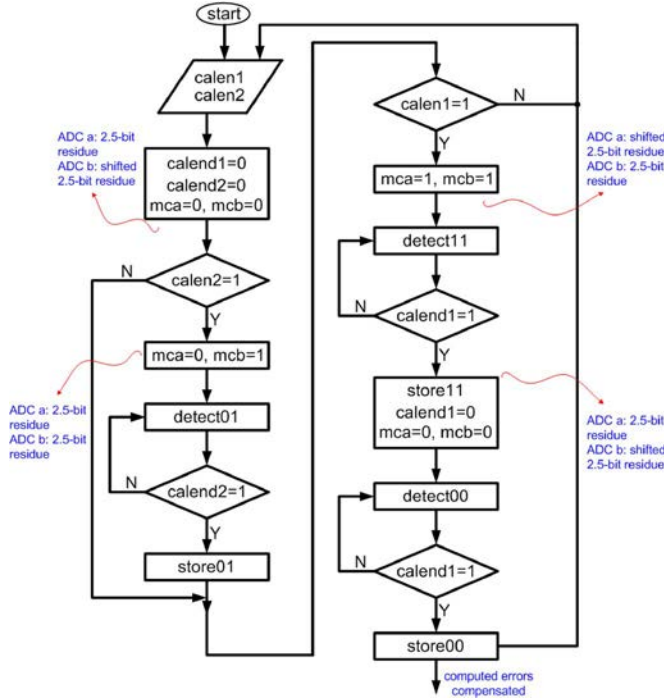 start
calen1
calen2
ADC a: 2.5-bit
residue
ADC b: shifted
2.5-bit residue
calend1=0
calend2=0
mca=0, mcb=0
N
calen2=1
Y
mca=0, mcb=1
ADC a: 2.5-bit
residue
ADC b: 2.5-bit
residue
detect01
N
calend2=1
Y
store01
calen1=1
N
Y
ADC a: shifted
2.5-bit residue
ADC b: 2.5-bit
residue
mca=1, mcb=1
detect11
N
calend1=1
Y
store11
calend1=0
mca=0, mcb=0
ADC a: 2.5-bit
residue
ADC b: shifted
2.5-bit residue
detect00
N
calend1=1
Y
store00
computed errors
compensated